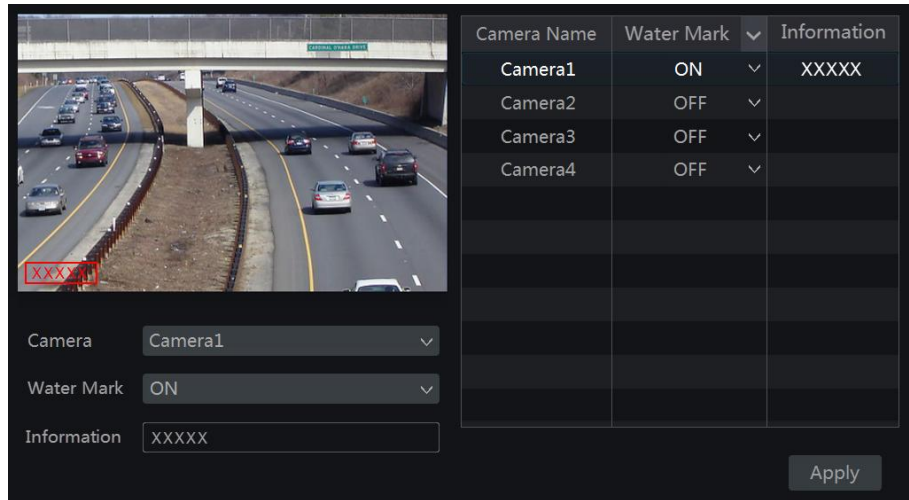 CARDINAL O'HARA DRIVE
XXXXX
Camera Camera1
Water Mark ON
Information XXXXX
Camera Name Water Mark Information
Camera1 ON XXXXX
Camera2 OFF
Camera3 OFF
Camera4 OFF
Apply